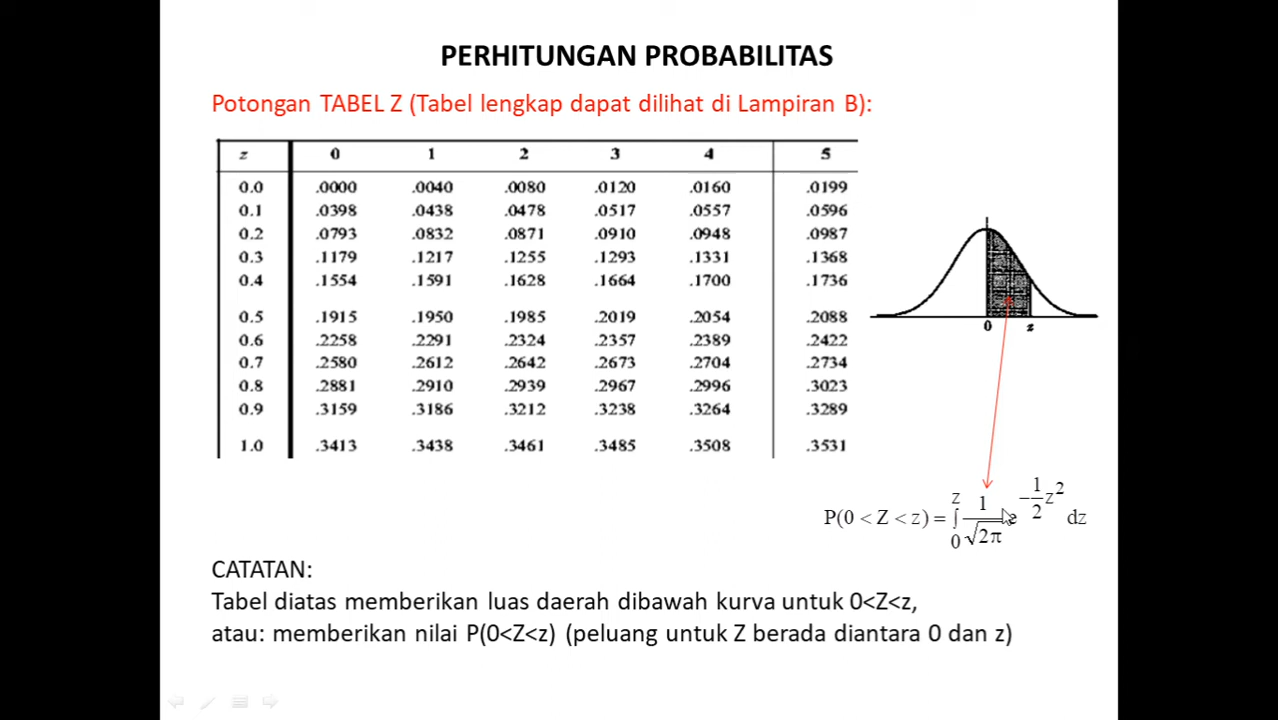 PERHITUNGAN PROBABILITAS
Potongan TABEL Z (Tabel lengkap dapat dilihat di Lampiran B):
z 0 1 2 3 4 5
0.0 .0000 .0040 .0080 .0120 .0160 .0199
0.1 .0398 .0438 .0478 .0517 .0557 .0596
0.2 .0793 .0832 .0871 .0910 .0948 .0987
0.3 .1179 .1217 .1255 .1293 .1331 .1368
0.4 .1554 .1591 .1628 .1664 .1700 .1736
0.5 .1915 .1950 .1985 .2019 .2054 .2088
0.6 .2258 .2291 .2324 .2357 .2389 .2422
0.7 .2580 .2612 .2642 .2673 .2704 .2734
0.8 .2881 .2910 .2939 .2967 .2996 .3023
0.9 .3159 .3186 .3212 .3238 .3264 .3289
1.0 .3413 .3438 .3461 .3485 .3508 .3531
0 z
P(0 < Z < z) = ∫₀ᶻ 1/√2π e^(−1/2 z²) dz
CATATAN:
Tabel diatas memberikan luas daerah dibawah kurva untuk 0<Z<z,
atau: memberikan nilai P(0<Z<z) (peluang untuk Z berada diantara 0 dan z)